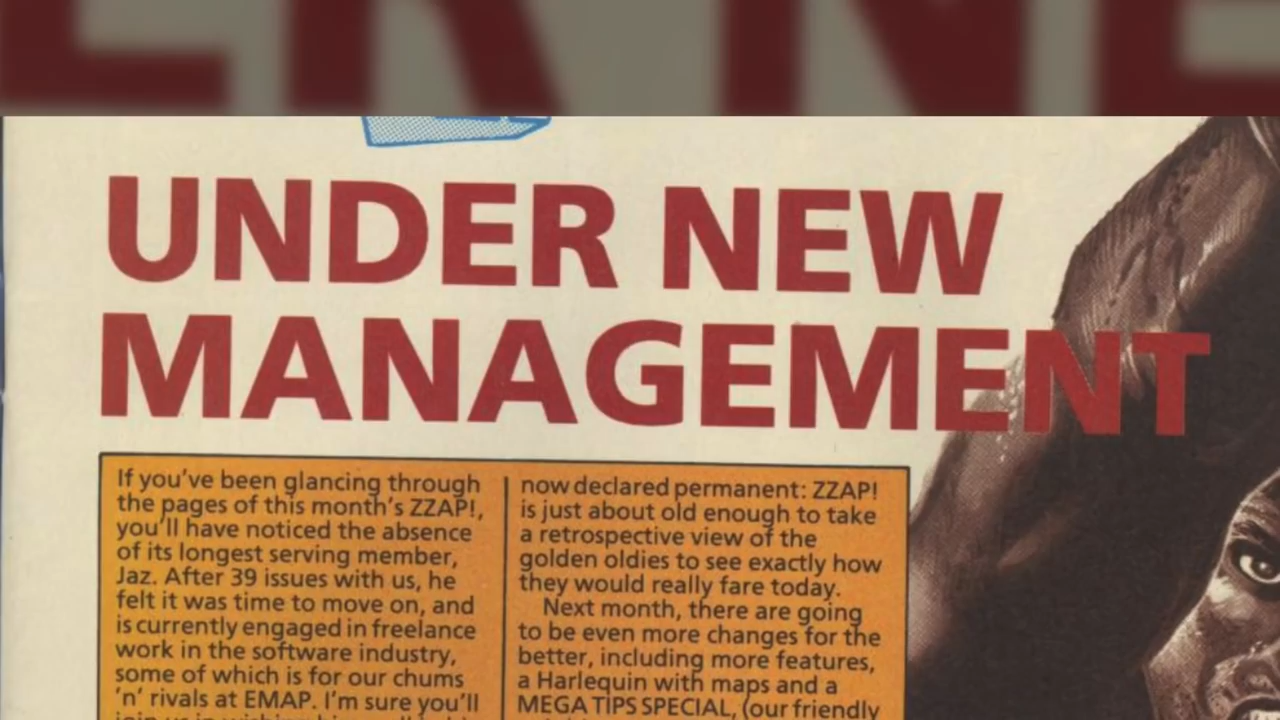 UNDER NEW
MANAGEMENT
If you've been glancing through
the pages of this month's ZZAP!,
you'll have noticed the absence
of its longest serving member,
Jaz. After 39 issues with us, he
felt it was time to move on, and
is currently engaged in freelance
work in the software industry,
some of which is for our chums
'n' rivals at EMAP. I'm sure you'll
now declared permanent: ZZAP!
is just about old enough to take
a retrospective view of the
golden oldies to see exactly how
they would really fare today.
Next month, there are going
to be even more changes for the
better, including more features,
a Harlequin with maps and a
MEGA TIPS SPECIAL, (our friendly